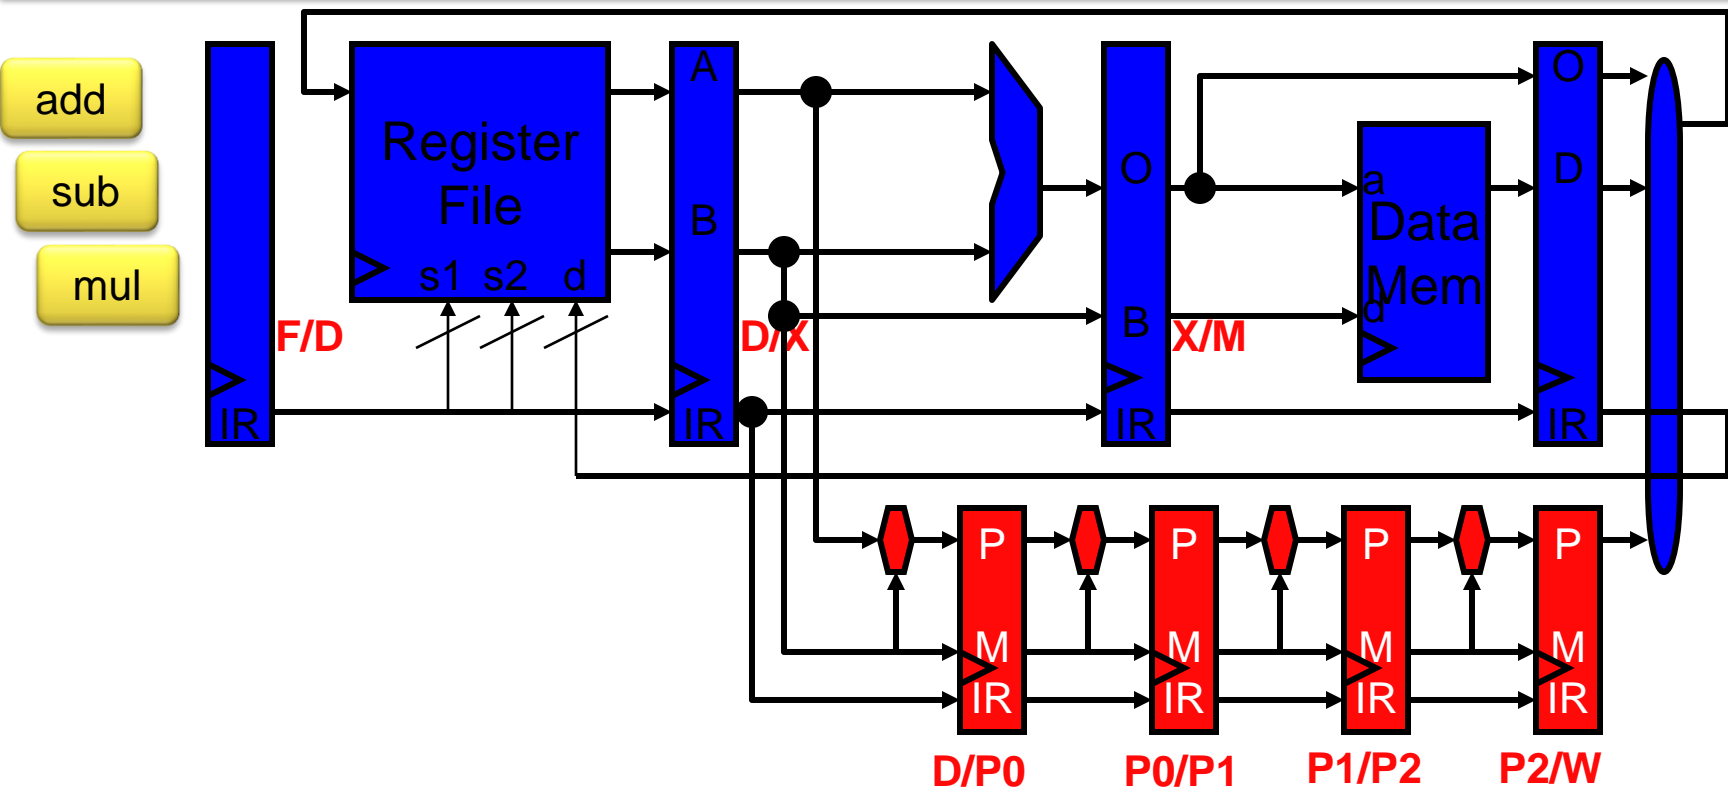 add
sub
mul
IR
F/D
Register
File
s1 s2 d
A
B
IR
D/X
O
B
IR
X/M
a
Data
Mem
d
O
D
IR
P
M
IR
D/P0
P
M
IR
P0/P1
P
M
IR
P1/P2
P
M
IR
P2/W